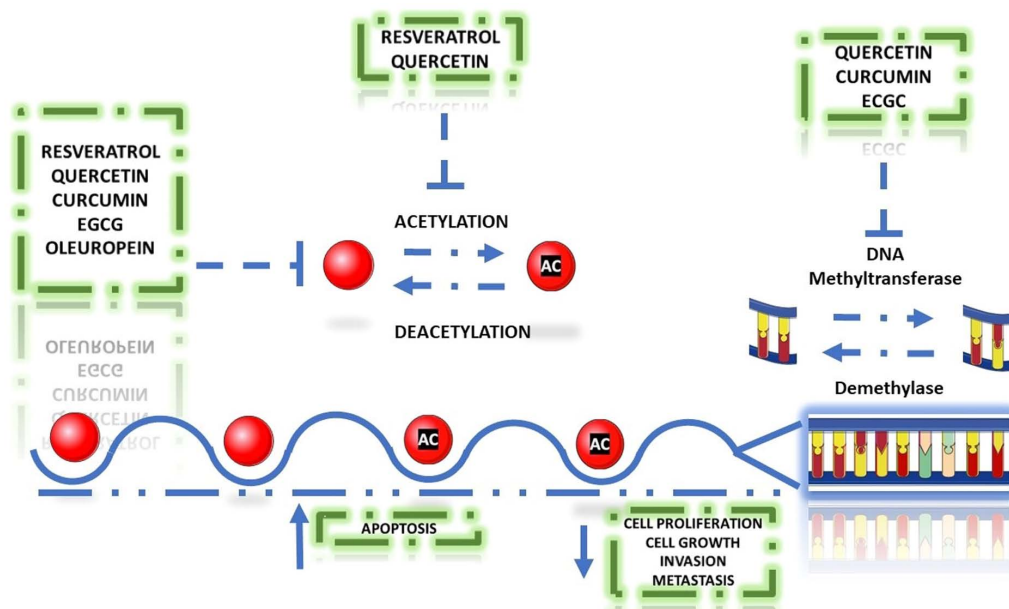 RESVERATROL
QUERCETIN
QUERCETIN
CURCUMIN
ECGC
RESVERATROL
QUERCETIN
CURCUMIN
EGCG
OLEUROPEIN
ACETYLATION
AC
DEACETYLATION
DNA
Methyltransferase
Demethylase
AC
AC
APOPTOSIS
CELL PROLIFERATION
CELL GROWTH
INVASION
METASTASIS